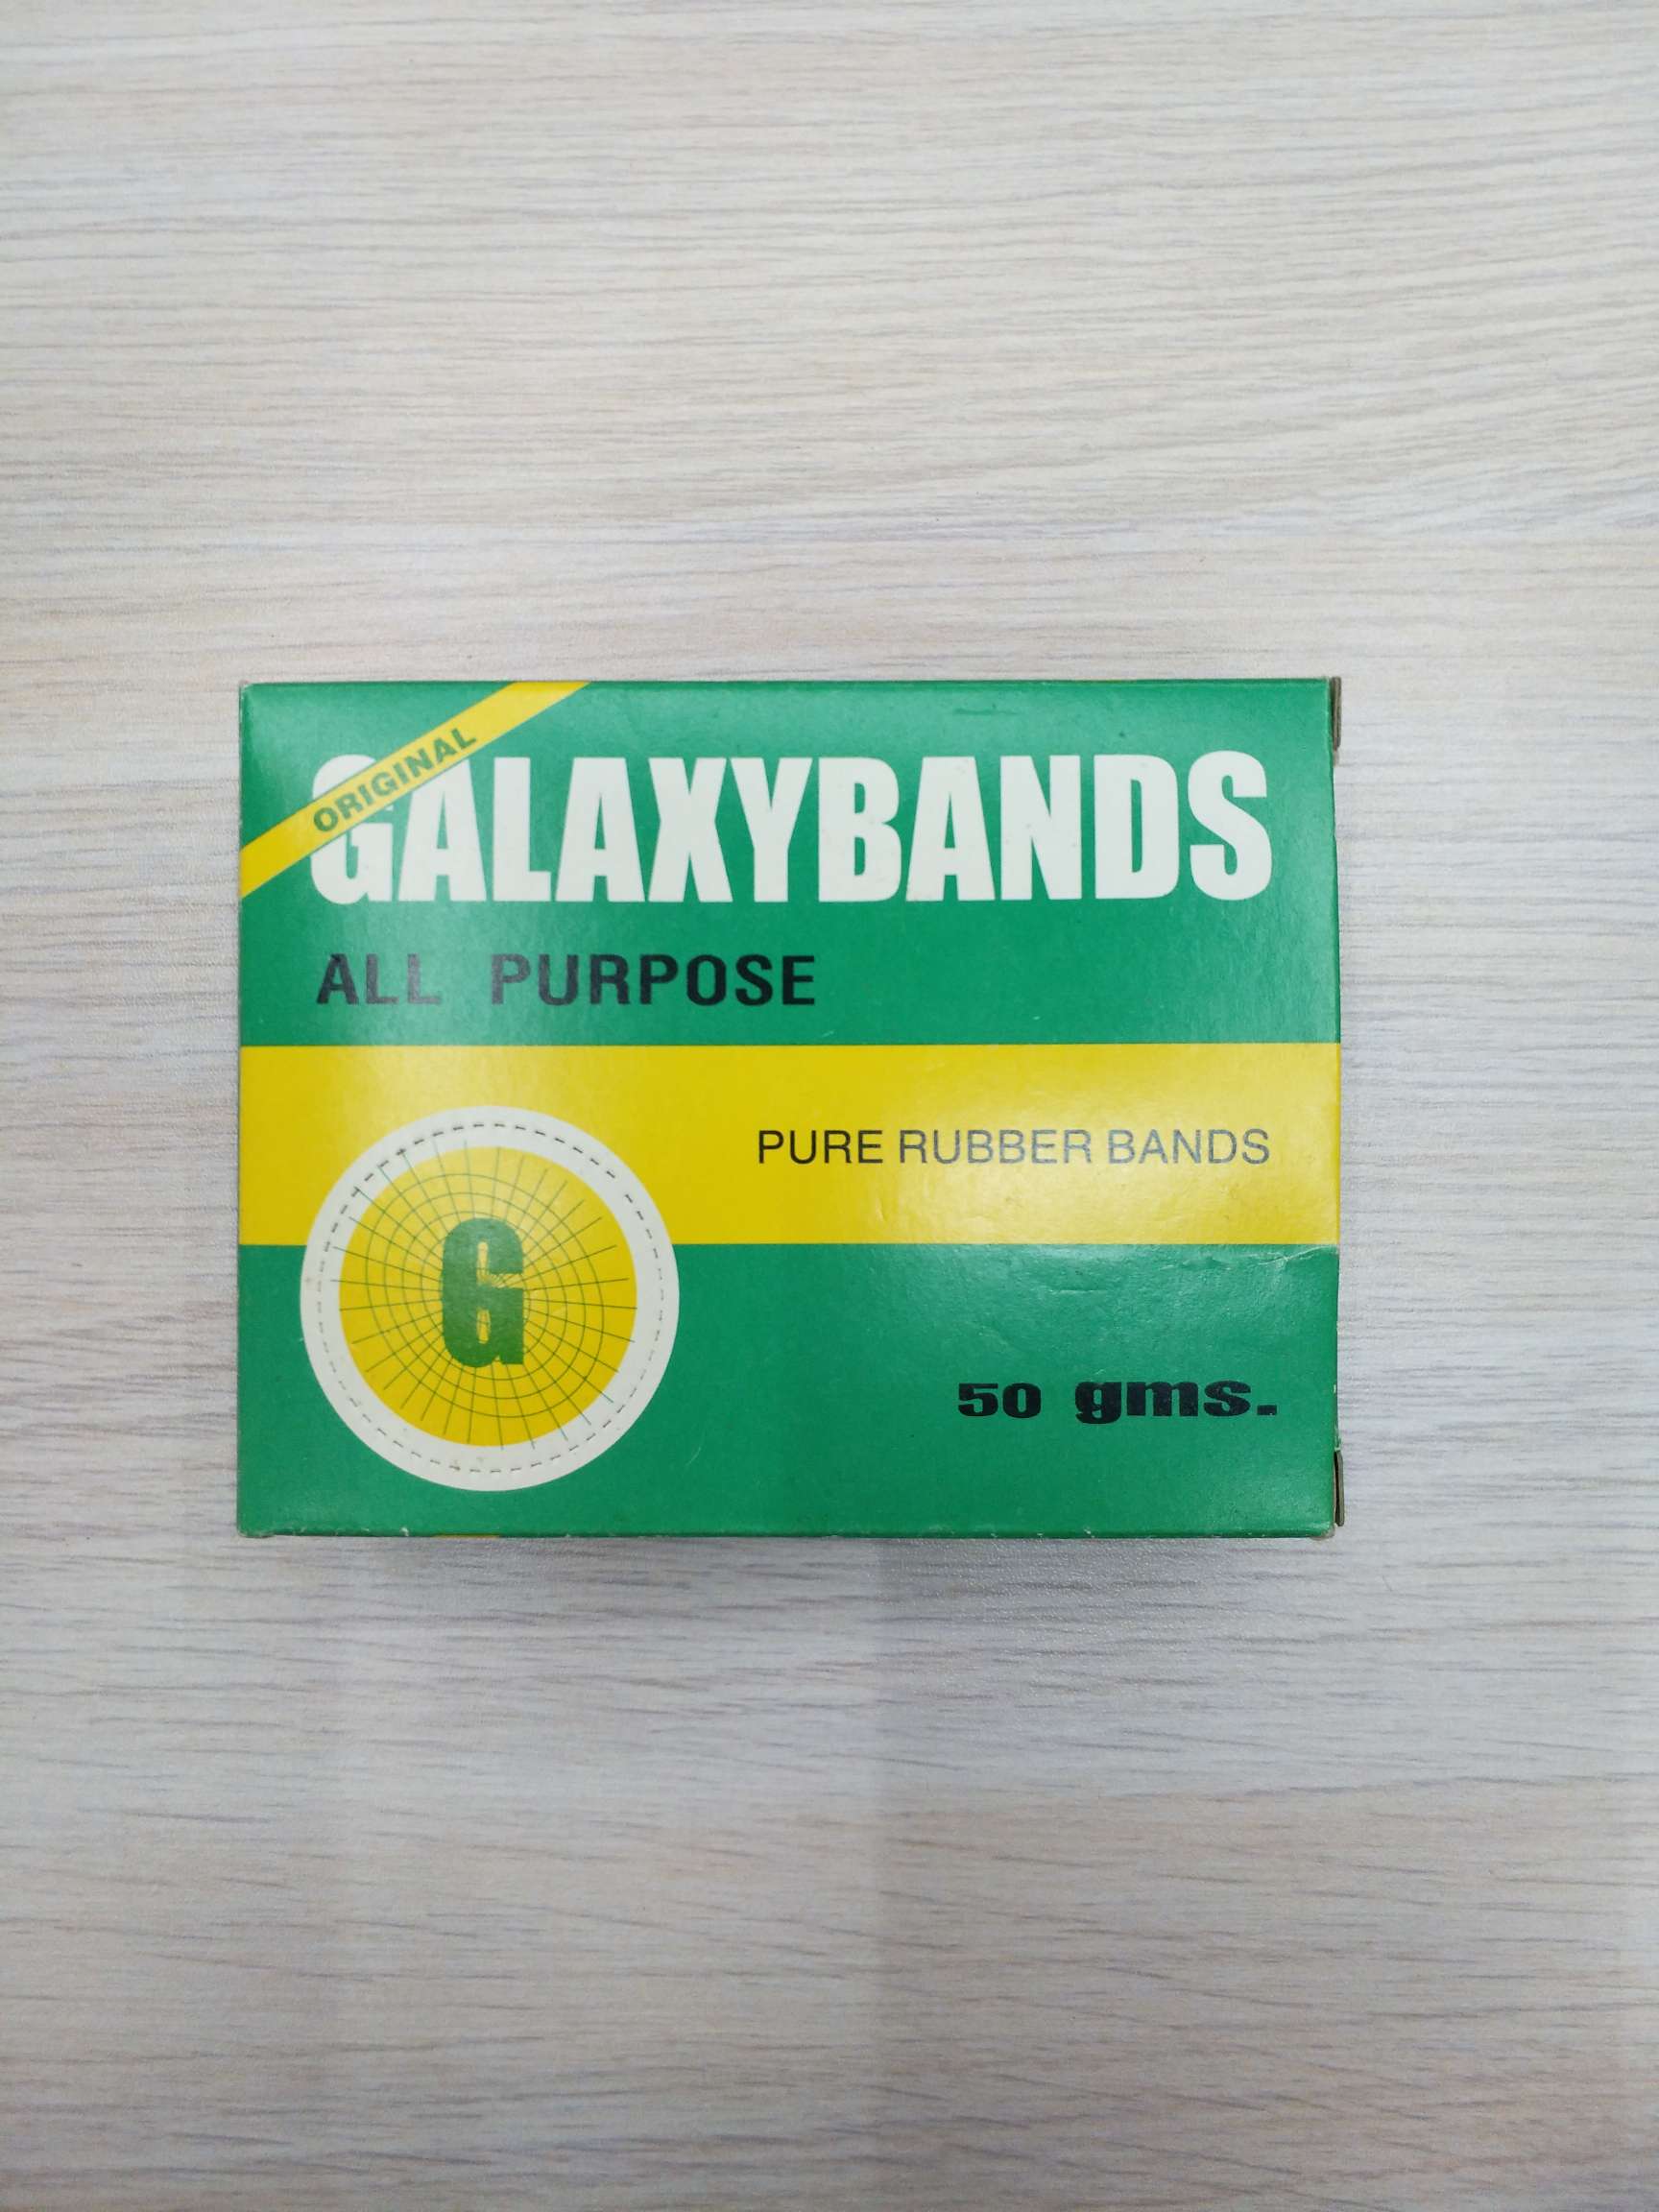 ORIGINAL
GALAXYBANDS
ALL PURPOSE
PURE RUBBER BANDS
G
50 gms.